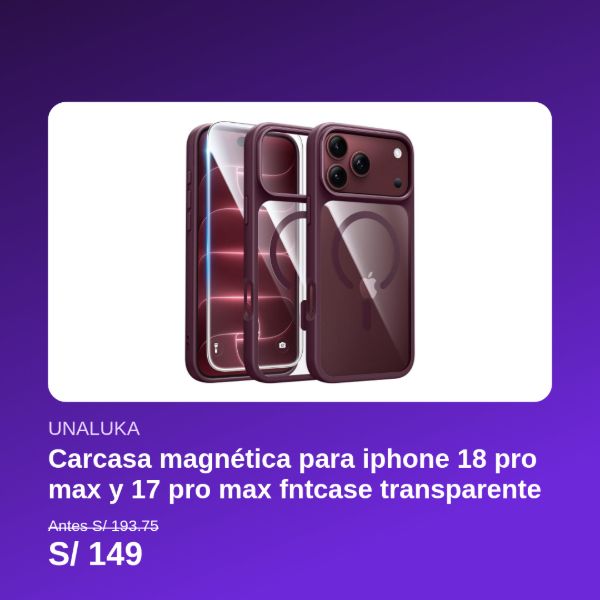 UNALUKA
Carcasa magnética para iphone 18 pro
max y 17 pro max fntcase transparente
Antes S/ 193.75
S/ 149